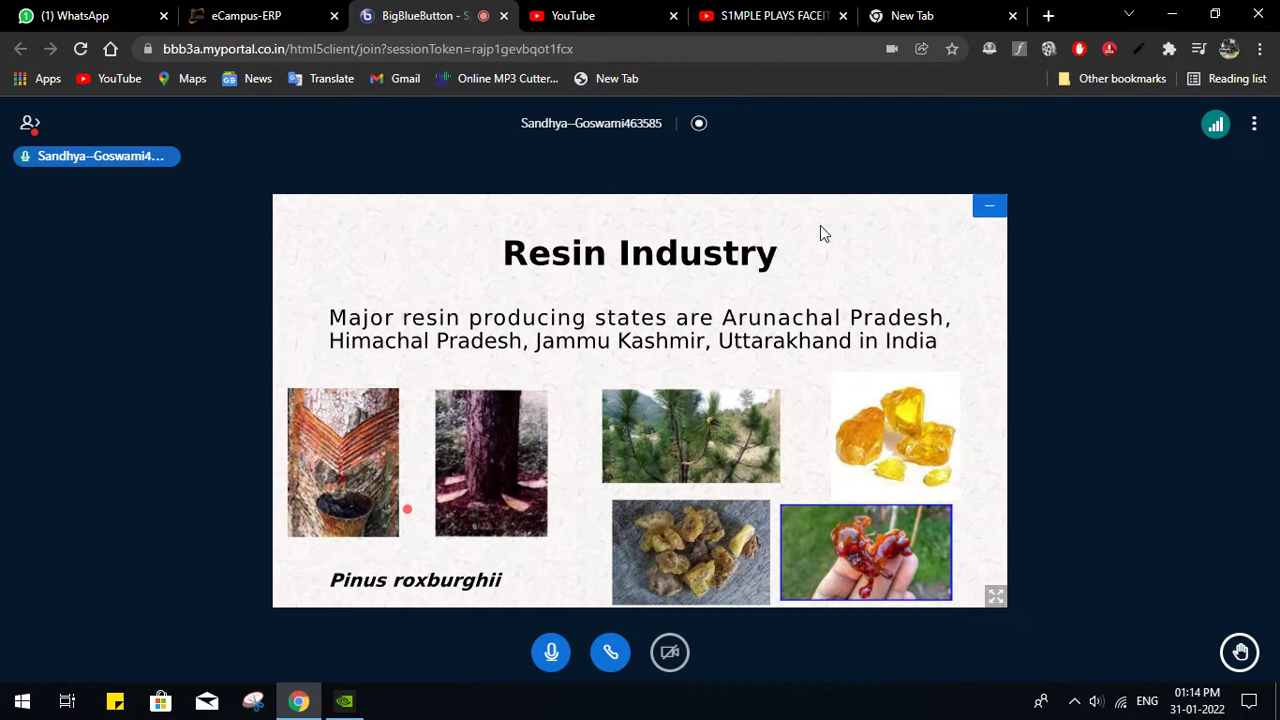 (1) WhatsApp
eCampus-ERP
BigBlueButton - S
YouTube
S1MPLE PLAYS FACEIT
New Tab
bbb3a.myportal.co.in/html5client/join?sessionToken=rajp1gevbqot1fcx
Apps
YouTube
Maps
News
Translate
Gmail
Online MP3 Cutter...
New Tab
Other bookmarks
Reading list
Sandhya--Goswami463585
Sandhya--Goswami4...
Resin Industry
Major resin producing states are Arunachal Pradesh,
Himachal Pradesh, Jammu Kashmir, Uttarakhand in India
Pinus roxburghii
ENG
01:14 PM
31-01-2022